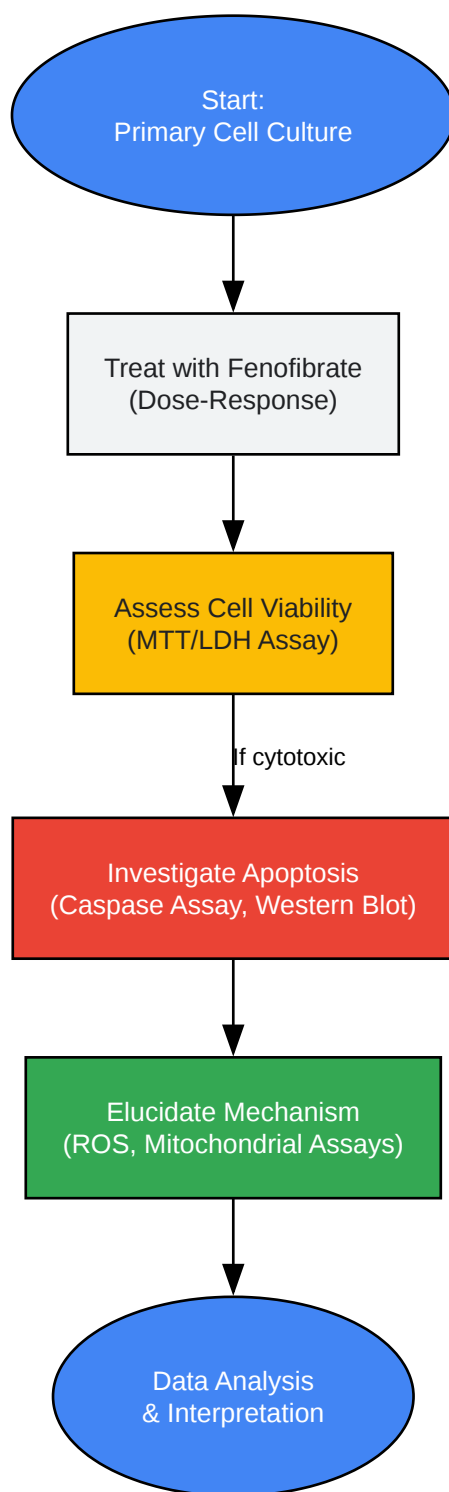 Start:
Primary Cell Culture
Treat with Fenofibrate
(Dose-Response)
Assess Cell Viability
(MTT/LDH Assay)
If cytotoxic
Investigate Apoptosis
(Caspase Assay, Western Blot)
Elucidate Mechanism
(ROS, Mitochondrial Assays)
Data Analysis
& Interpretation